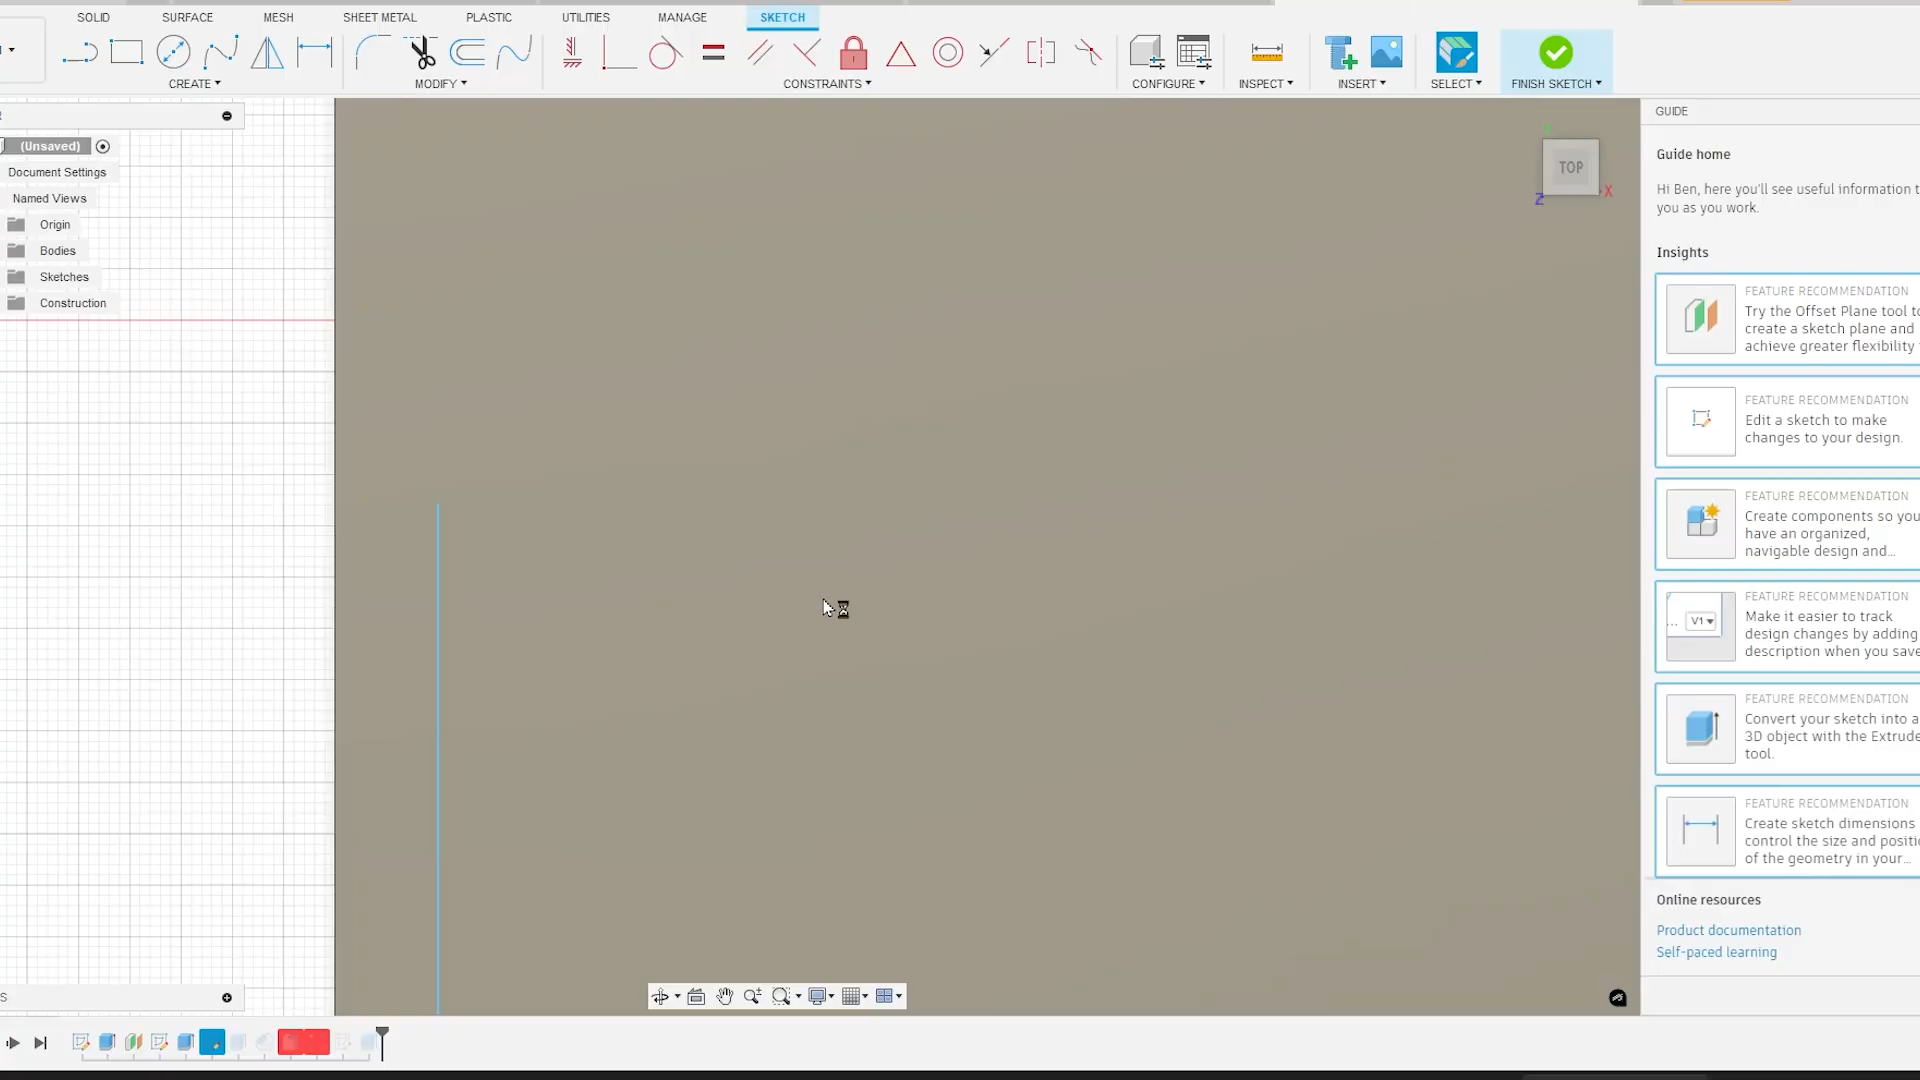 SOLID SURFACE MESH SHEET METAL PLASTIC UTILITIES MANAGE SKETCH
CREATE MODIFY CONSTRAINTS CONFIGURE INSPECT INSERT SELECT FINISH SKETCH
(Unsaved)
Document Settings
Named Views
Origin
Bodies
Sketches
Construction
TOP
X
Z
GUIDE
Guide home
Hi Ben, here you'll see useful information t
you as you work.
Insights
FEATURE RECOMMENDATION
Try the Offset Plane tool to
create a sketch plane and
achieve greater flexibility
FEATURE RECOMMENDATION
Edit a sketch to make
changes to your design.
FEATURE RECOMMENDATION
Create components so you
have an organized,
navigable design and...
FEATURE RECOMMENDATION
... V1
Make it easier to track
design changes by adding
description when you save
FEATURE RECOMMENDATION
Convert your sketch into a
3D object with the Extrude
tool.
FEATURE RECOMMENDATION
Create sketch dimensions
control the size and positi
of the geometry in your...
Online resources
Product documentation
Self-paced learning
S